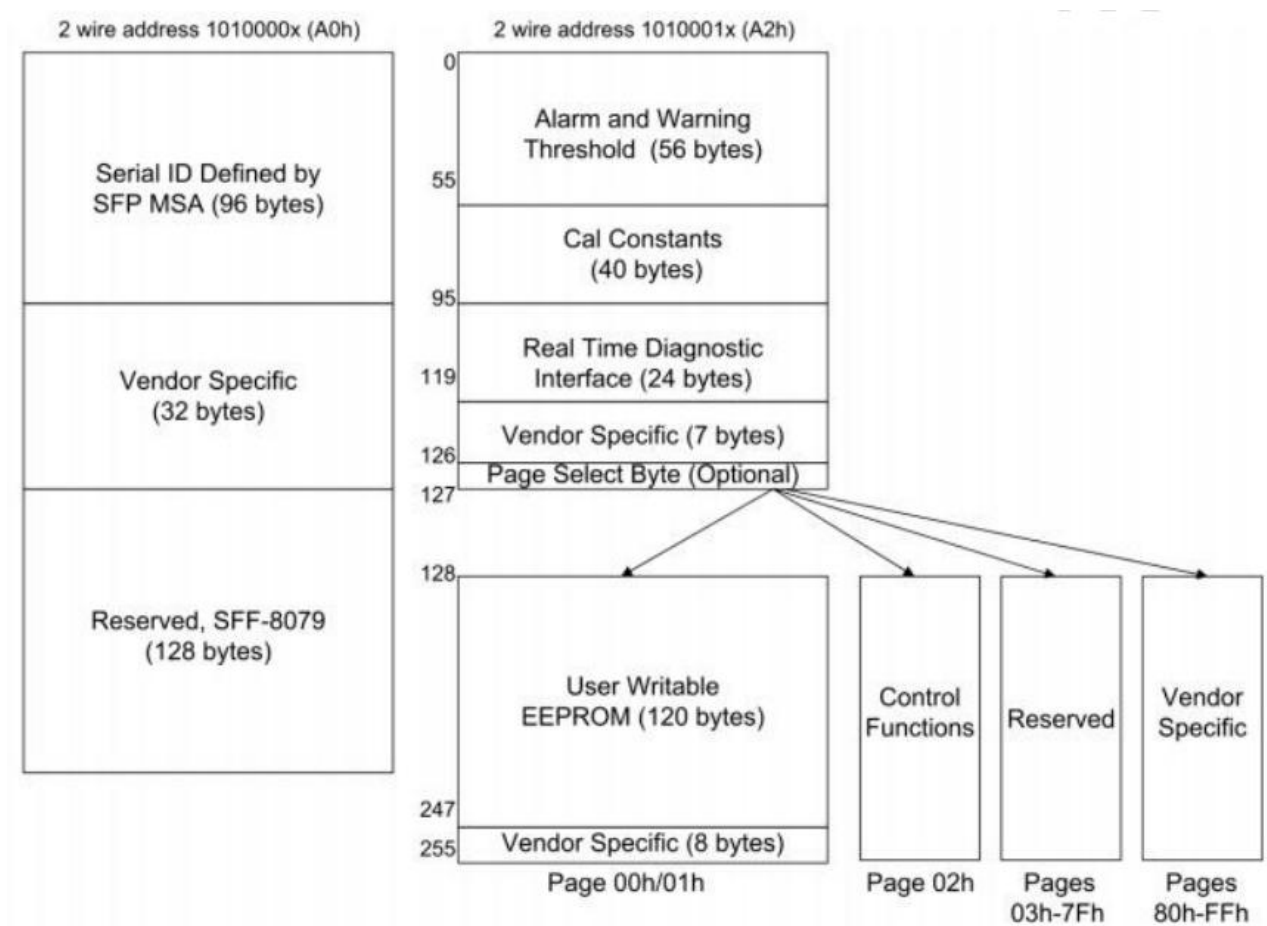 2 wire address 1010000x (A0h)
Serial ID Defined by
SFP MSA (96 bytes)
Vendor Specific
(32 bytes)
Reserved, SFF-8079
(128 bytes)
2 wire address 1010001x (A2h)
0
Alarm and Warning
Threshold (56 bytes)
55
Cal Constants
(40 bytes)
95
Real Time Diagnostic
119
Interface (24 bytes)
Vendor Specific (7 bytes)
126
Page Select Byte (Optional)
127
128
User Writable
EEPROM (120 bytes)
247
Vendor Specific (8 bytes)
255
Page 00h/01h
Control
Functions
Page 02h
Reserved
Pages
03h-7Fh
Vendor
Specific
Pages
80h-FFh